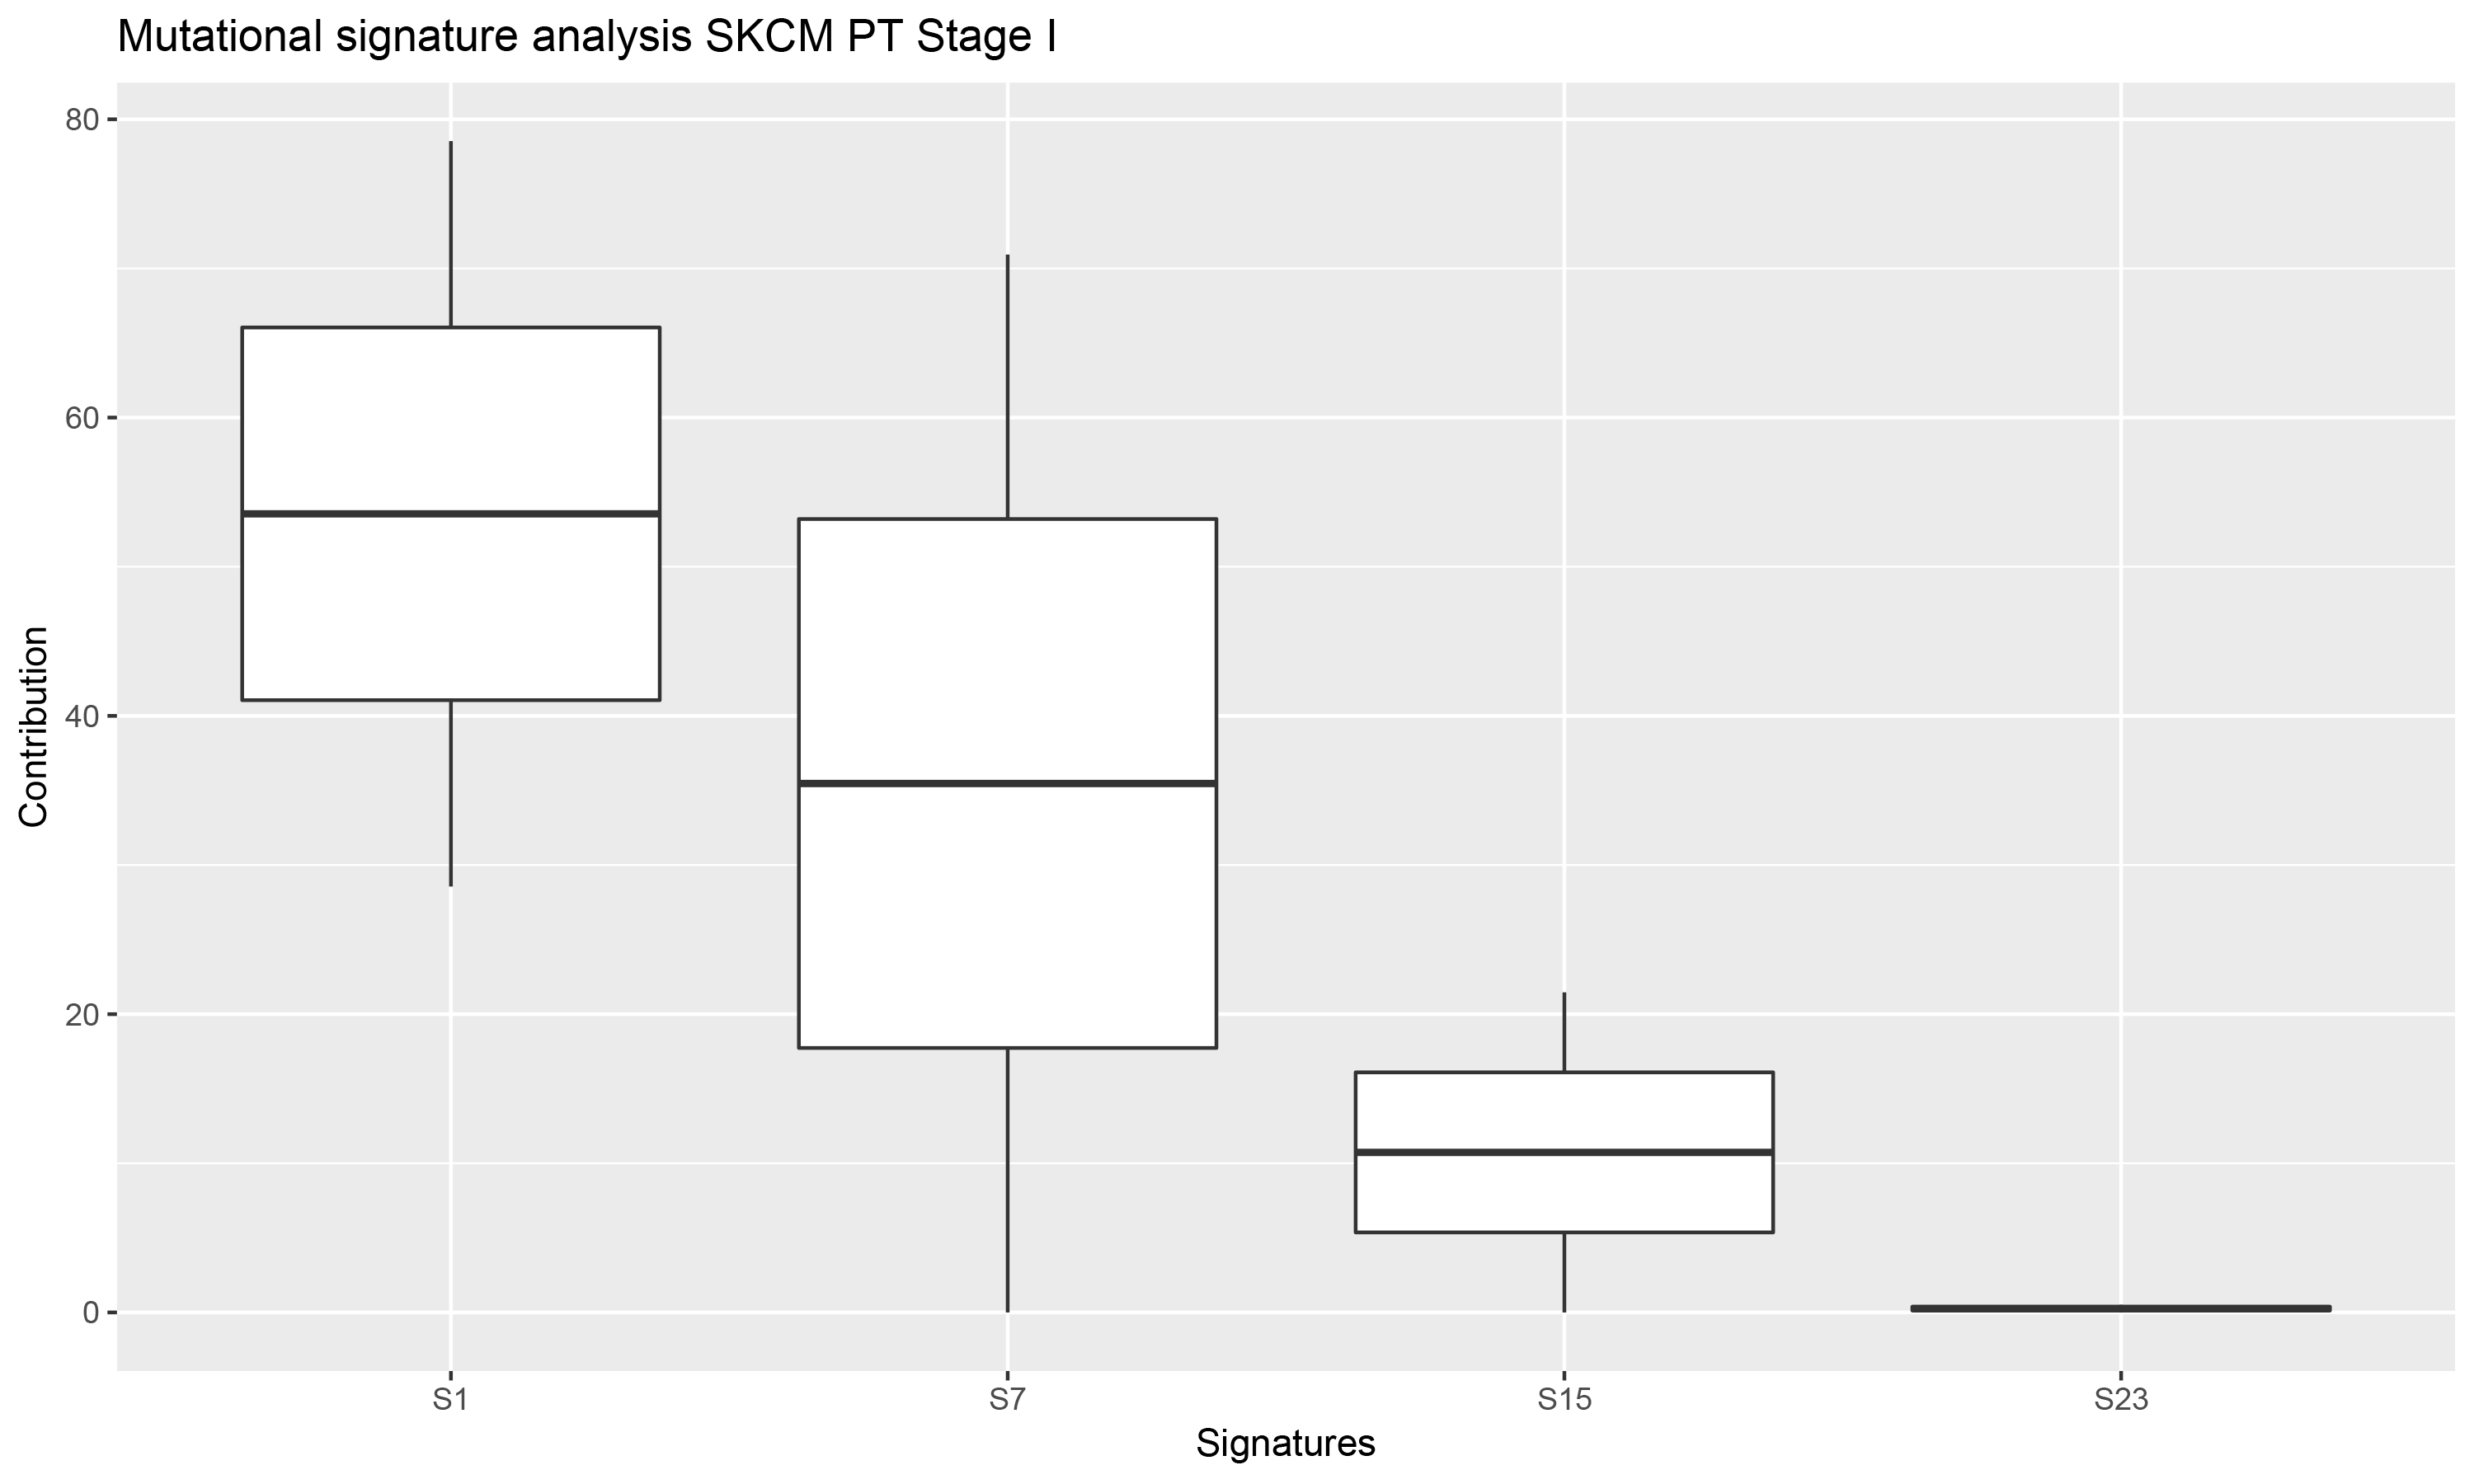 Mutational signature analysis SKCM PT Stage I
80
60
40
20
0
Contribution
S1 S7 S15 S23
Signatures